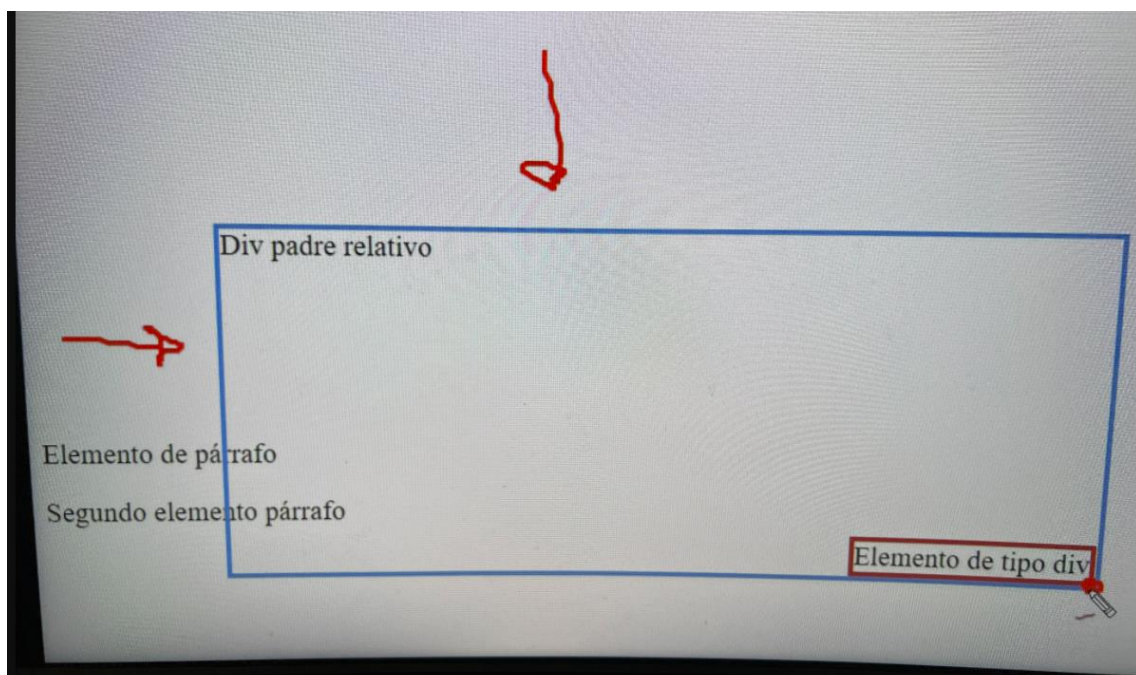 Div padre relativo
Elemento de párrafo
Segundo elemento párrafo
Elemento de tipo div